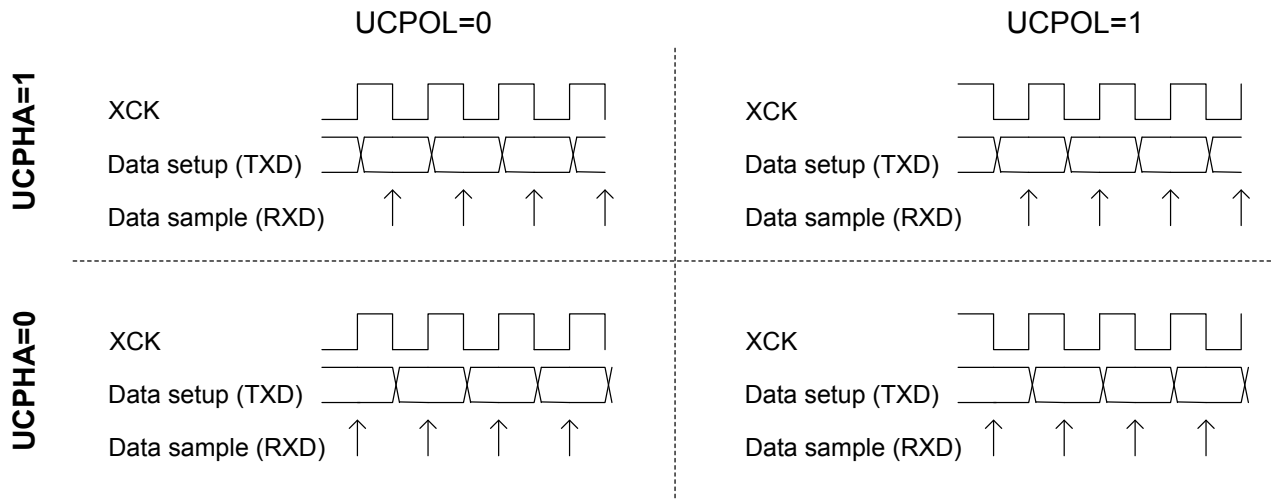 UCPOL=0
UCPOL=1
UCPHA=1
XCK
Data setup (TXD)
Data sample (RXD)
XCK
Data setup (TXD)
Data sample (RXD)
UCPHA=0
XCK
Data setup (TXD)
Data sample (RXD)
XCK
Data setup (TXD)
Data sample (RXD)